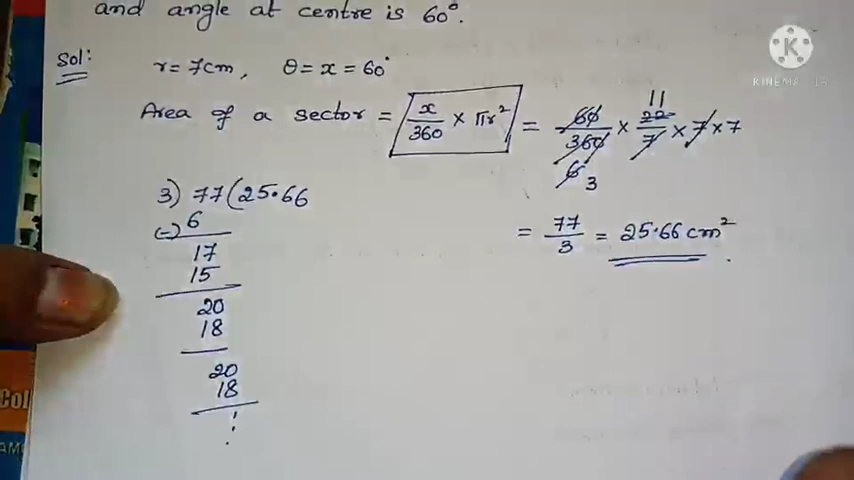 and angle at centre is 60°.
Sol:
r = 7cm, θ = x = 60°
Area of a sector = x/360 × πr² = 60/360 × 22/7 × 7 × 7
11
6 3
3) 77 (25.66
(-) 6
17
15
20
18
20
18
= 77/3 = 25.66 cm²
KINEMASTER
Col